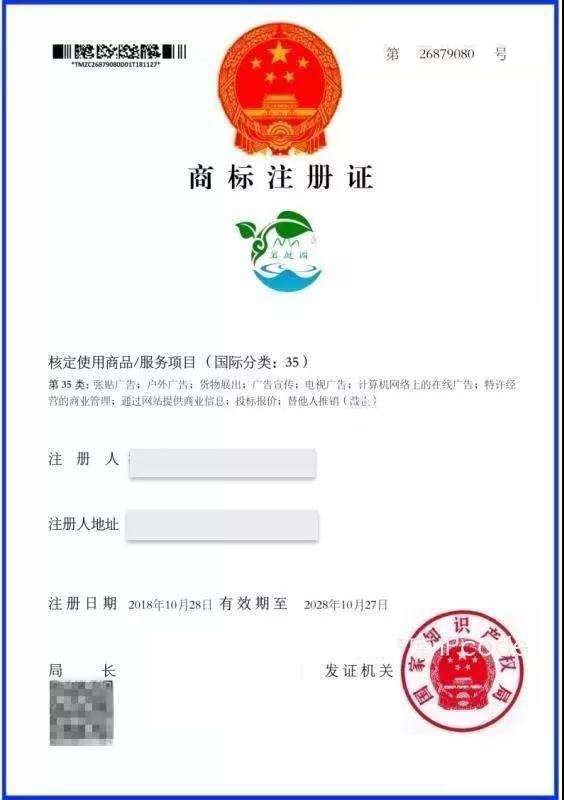 第 26879080 号
*TMZC26879080D01T181127*
商标注册证
核定使用商品/服务项目（国际分类：35）
第35类：张贴广告；户外广告；货物展出；广告宣传；电视广告；计算机网络上的在线广告；特许经
营的商业管理；通过网站提供商业信息；投标报价；替他人推销（截止）
注册人
注册人地址
注册日期 2018年10月28日 有效期至 2028年10月27日
局长 发证机关
国家知识产权局